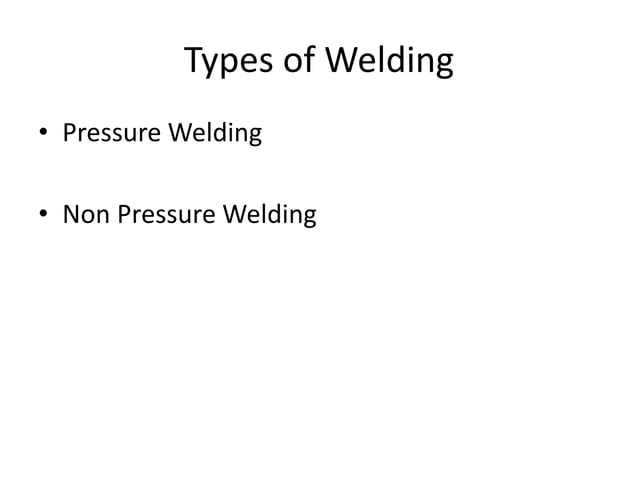 Types of Welding
• Pressure Welding
• Non Pressure Welding